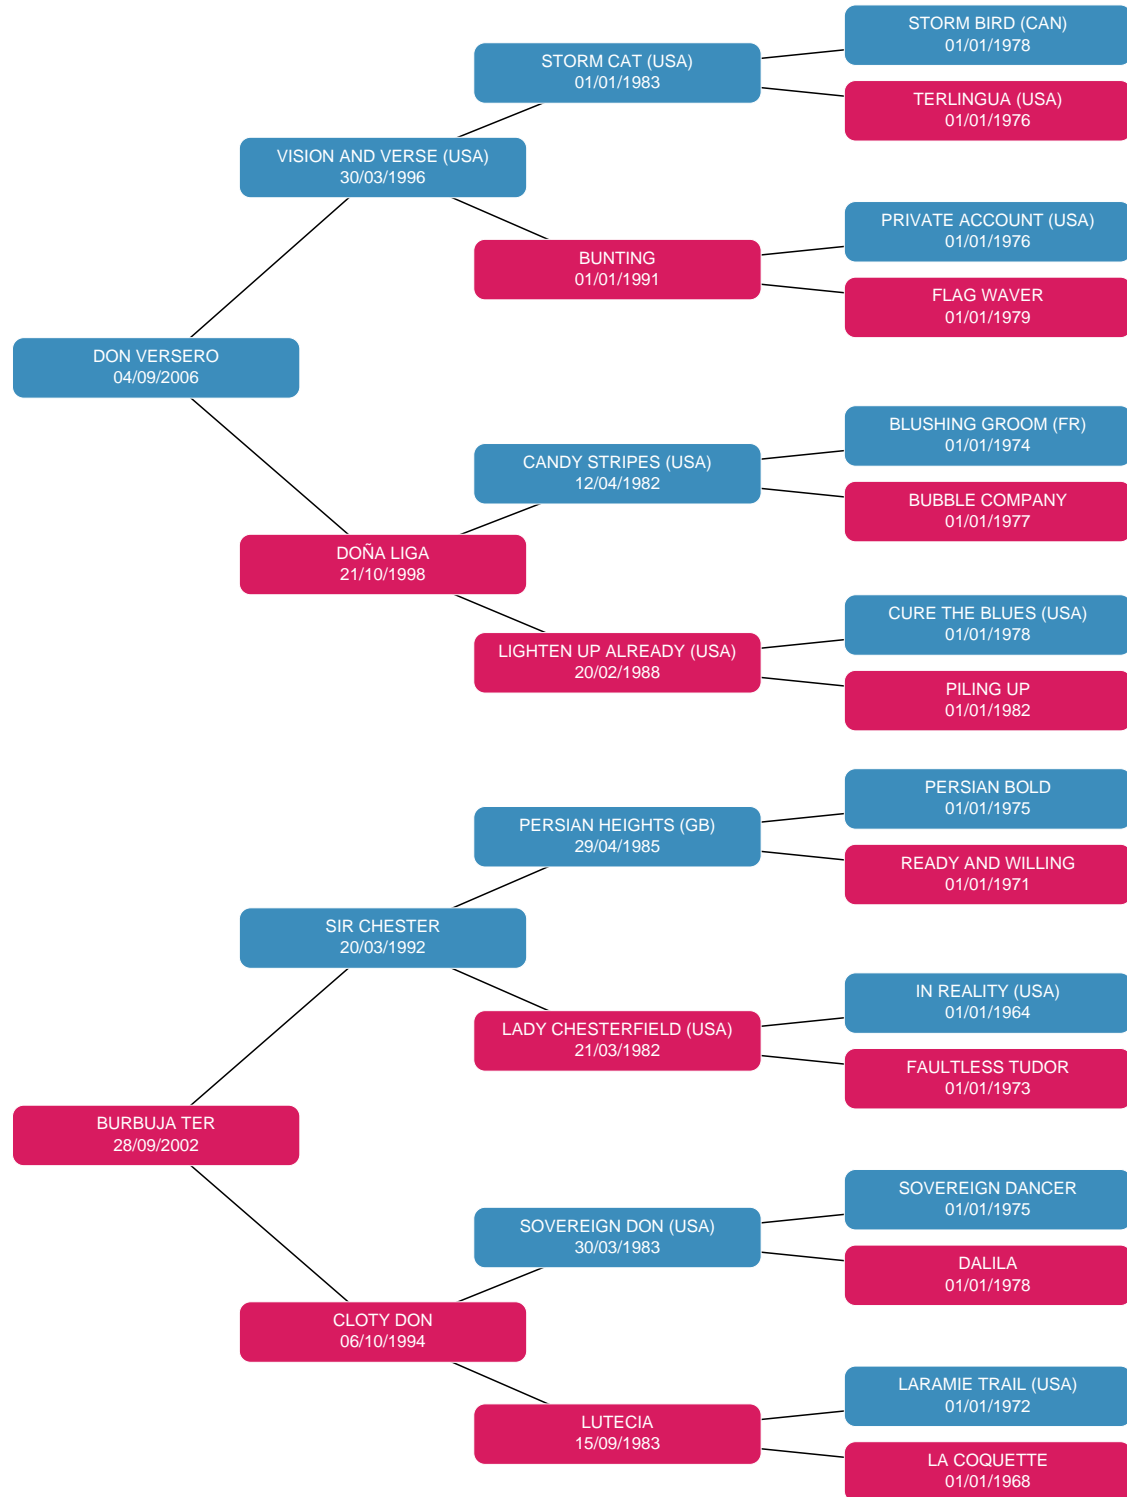 STORM BIRD (CAN)
01/01/1978
STORM CAT (USA)
01/01/1983
TERLINGUA (USA)
01/01/1976
VISION AND VERSE (USA)
30/03/1996
PRIVATE ACCOUNT (USA)
01/01/1976
BUNTING
01/01/1991
FLAG WAVER
01/01/1979
DON VERSERO
04/09/2006
BLUSHING GROOM (FR)
01/01/1974
CANDY STRIPES (USA)
12/04/1982
BUBBLE COMPANY
01/01/1977
DOÑA LIGA
21/10/1998
CURE THE BLUES (USA)
01/01/1978
LIGHTEN UP ALREADY (USA)
20/02/1988
PILING UP
01/01/1982
PERSIAN BOLD
01/01/1975
PERSIAN HEIGHTS (GB)
29/04/1985
READY AND WILLING
01/01/1971
SIR CHESTER
20/03/1992
IN REALITY (USA)
01/01/1964
LADY CHESTERFIELD (USA)
21/03/1982
FAULTLESS TUDOR
01/01/1973
BURBUJA TER
28/09/2002
SOVEREIGN DANCER
01/01/1975
SOVEREIGN DON (USA)
30/03/1983
DALILA
01/01/1978
CLOTY DON
06/10/1994
LARAMIE TRAIL (USA)
01/01/1972
LUTECIA
15/09/1983
LA COQUETTE
01/01/1968